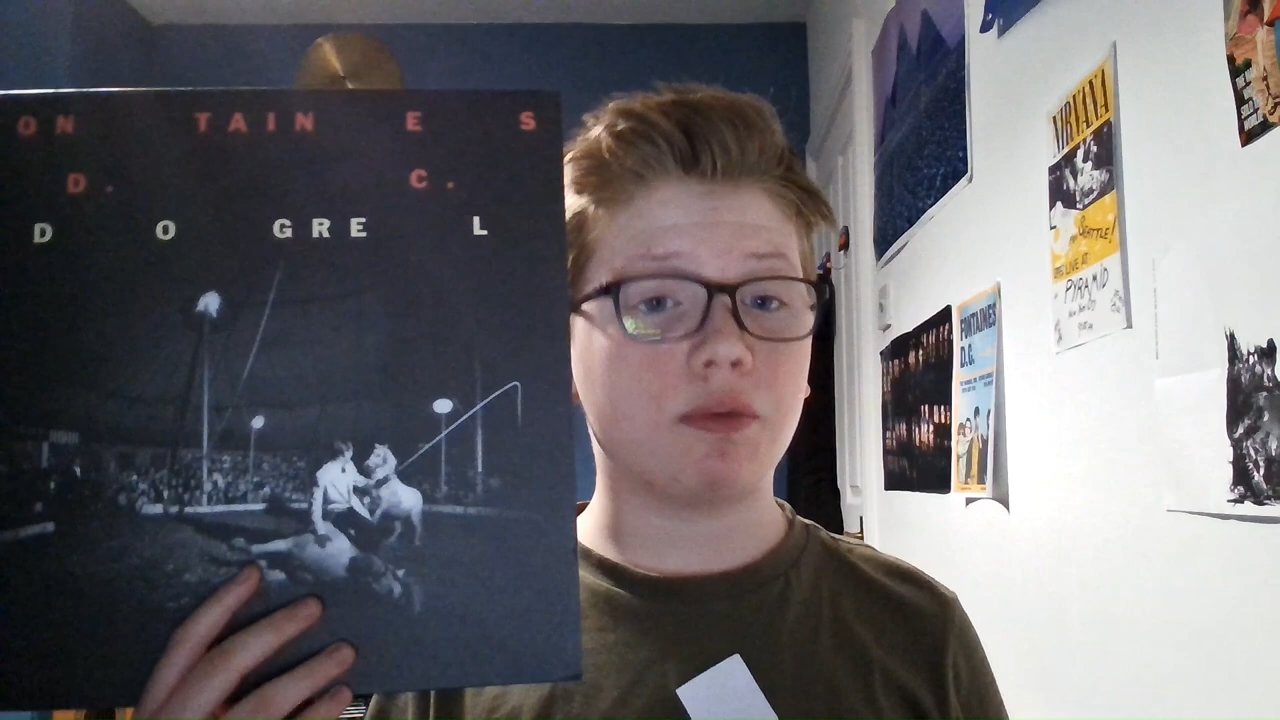 ON TAIN E S
D. C.
D O GRE L
NIRVANA
SEATTLE!
LIVE AT
PYRAMID
FONTAINES
D.C.